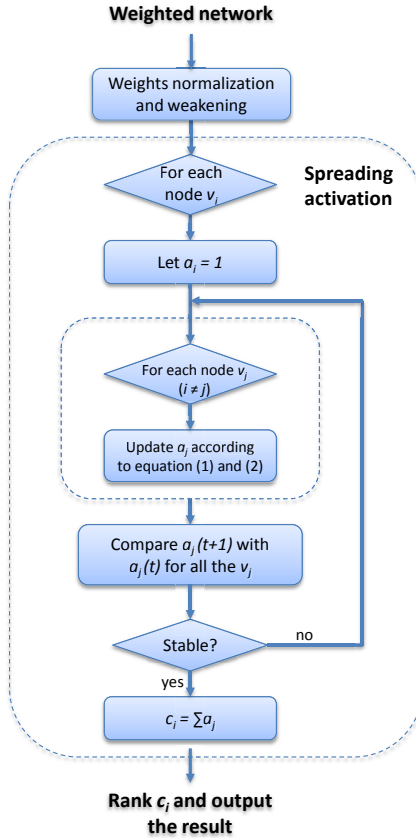 Weighted network
Weights normalization
and weakening
For each
node v_i
Spreading
activation
Let a_i = 1
For each node v_j
(i ≠ j)
Update a_j according
to equation (1) and (2)
Compare a_j(t+1) with
a_j(t) for all the v_j
Stable?
no
yes
c_i = ∑a_j
Rank c_i and output
the result